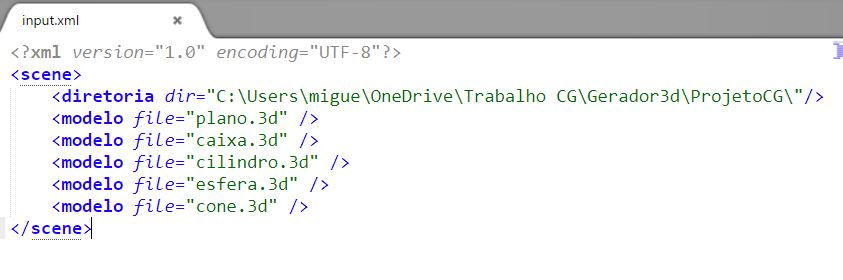 input.xml ×
<?xml version="1.0" encoding="UTF-8"?>
<scene>
    <diretoria dir="C:\Users\migue\OneDrive\Trabalho CG\Gerador3d\ProjetoCG\"/>
    <modelo file="plano.3d" />
    <modelo file="caixa.3d" />
    <modelo file="cilindro.3d" />
    <modelo file="esfera.3d" />
    <modelo file="cone.3d" />
</scene>